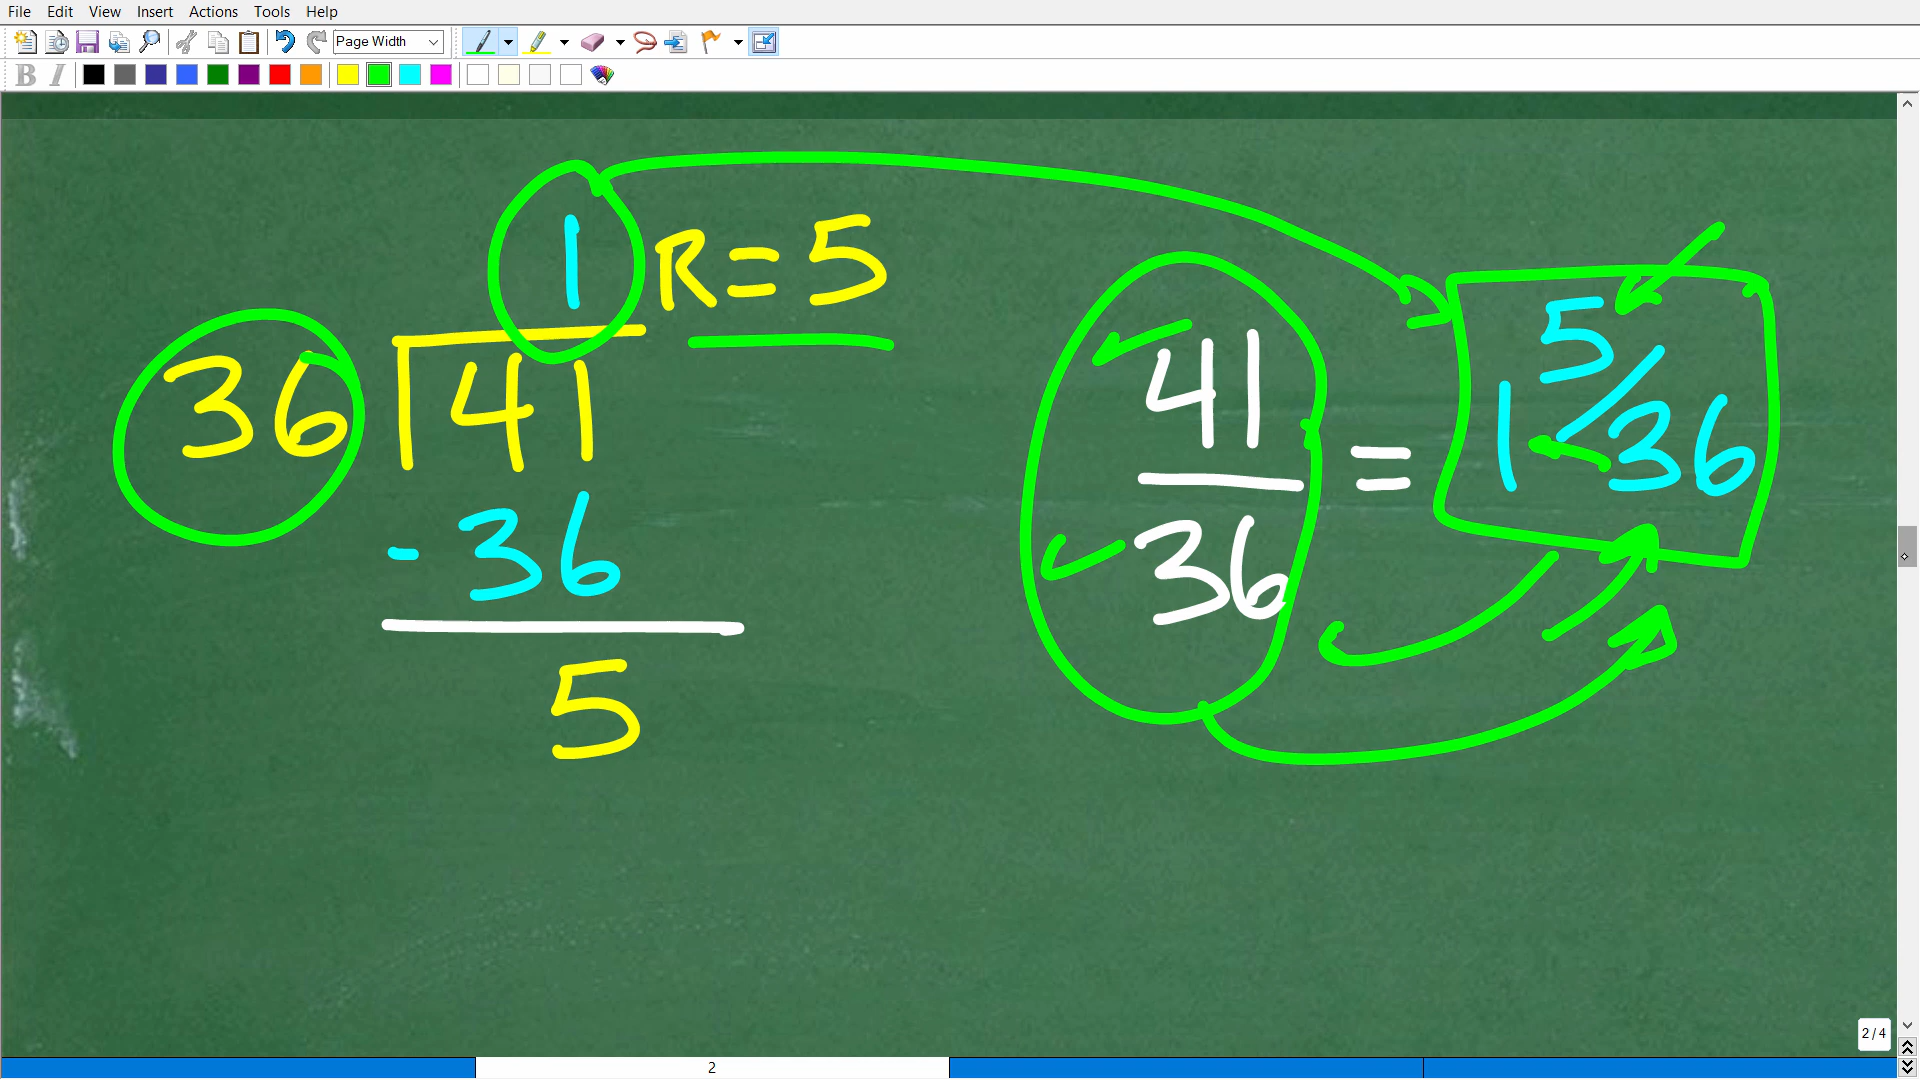 File Edit View Insert Actions Tools Help
Page Width
B I
1 R = 5
36 41
- 36
5
41
36
=
1 5/36
2 / 4
2